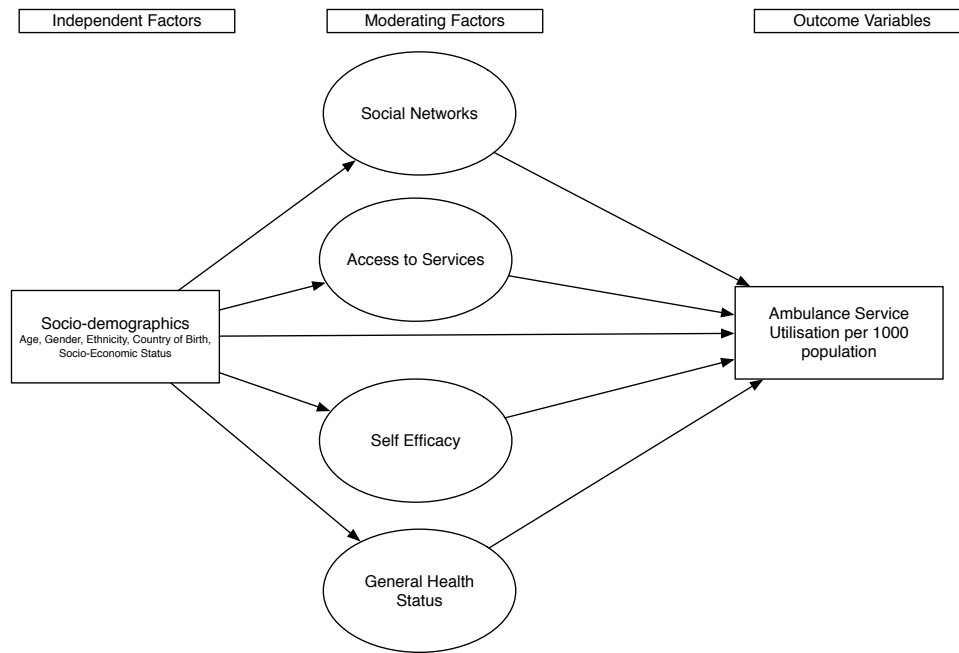 Independent Factors
Moderating Factors
Outcome Variables
Social Networks
Access to Services
Socio-demographics
Age, Gender, Ethnicity, Country of Birth,
Socio-Economic Status
Ambulance Service
Utilisation per 1000
population
Self Efficacy
General Health
Status